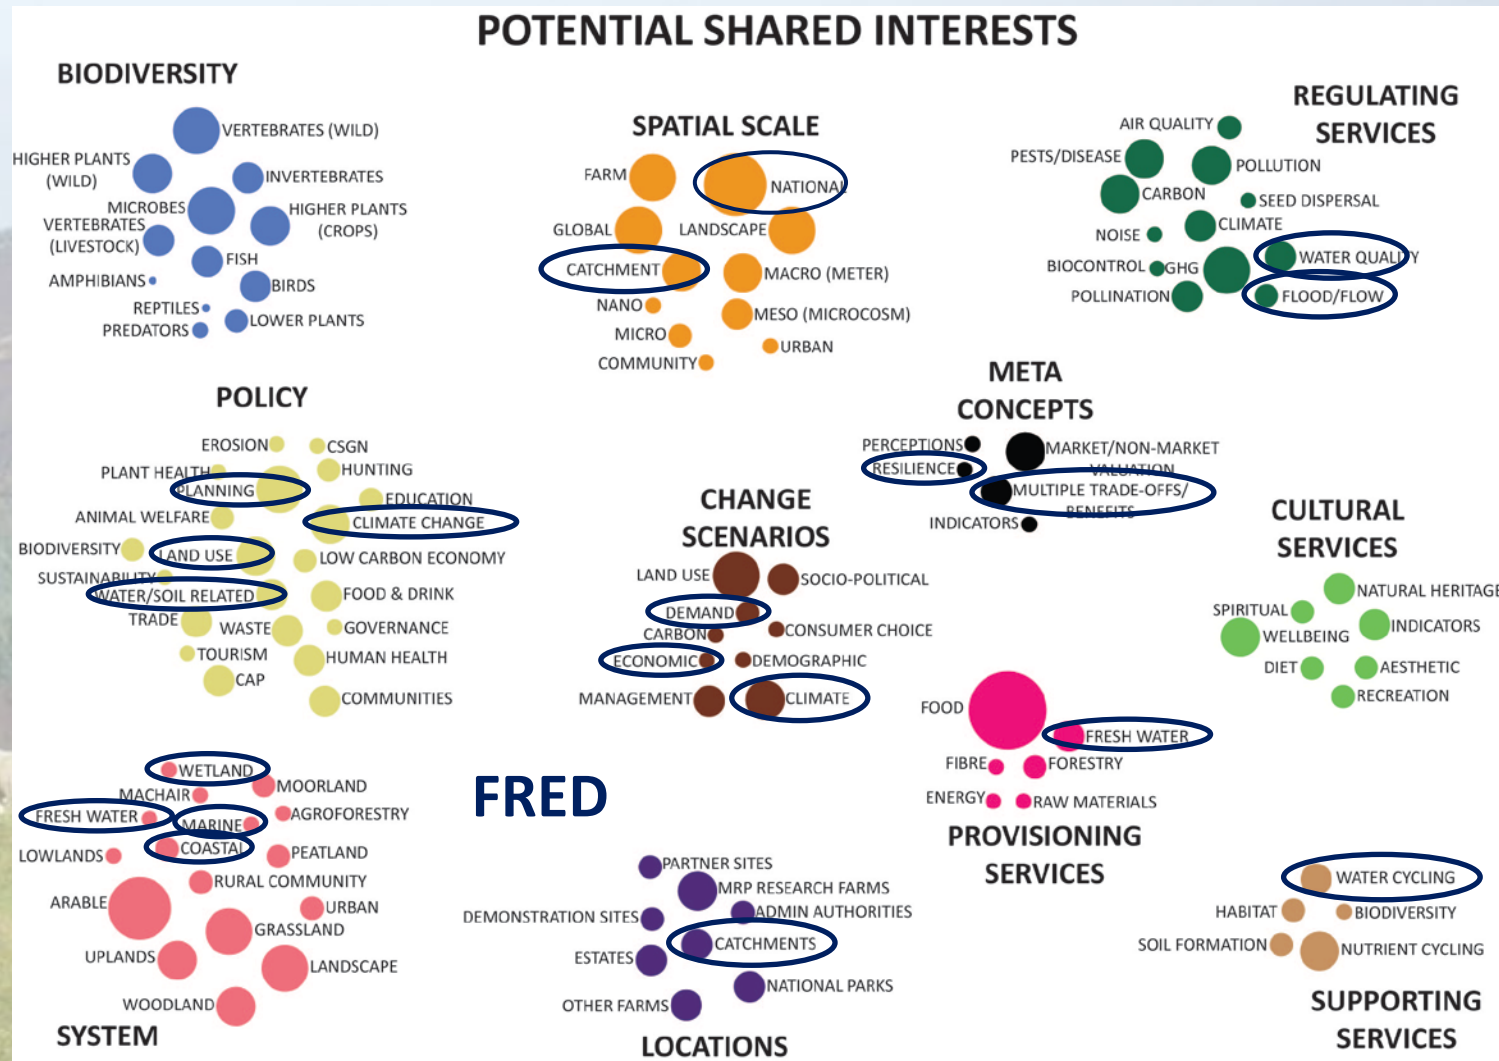 POTENTIAL SHARED INTERESTS
BIODIVERSITY
VERTEBRATES (WILD)
HIGHER PLANTS
(WILD)
INVERTEBRATES
MICROBES
HIGHER PLANTS
(CROPS)
VERTEBRATES
(LIVESTOCK)
FISH
AMPHIBIANS
BIRDS
REPTILES
LOWER PLANTS
PREDATORS
SPATIAL SCALE
FARM
NATIONAL
GLOBAL
LANDSCAPE
CATCHMENT
MACRO (METER)
NANO
MESO (MICROCOSM)
MICRO
URBAN
COMMUNITY
REGULATING
SERVICES
AIR QUALITY
PESTS/DISEASE
POLLUTION
CARBON
SEED DISPERSAL
CLIMATE
NOISE
WATER QUALITY
BIOCONTROL
GHG
POLLINATION
FLOOD/FLOW
POLICY
EROSION
CSGN
PLANT HEALTH
HUNTING
PLANNING
EDUCATION
ANIMAL WELFARE
CLIMATE CHANGE
BIODIVERSITY
LAND USE
LOW CARBON ECONOMY
SUSTAINABILITY
WATER/SOIL RELATED
FOOD & DRINK
TRADE
WASTE
GOVERNANCE
TOURISM
HUMAN HEALTH
CAP
COMMUNITIES
META
CONCEPTS
PERCEPTIONS
MARKET/NON-MARKET
VALUATION
RESILIENCE
MULTIPLE TRADE-OFFS/
BENEFITS
INDICATORS
CHANGE
SCENARIOS
LAND USE
SOCIO-POLITICAL
DEMAND
CARBON
CONSUMER CHOICE
ECONOMIC
DEMOGRAPHIC
MANAGEMENT
CLIMATE
CULTURAL
SERVICES
NATURAL HERITAGE
SPIRITUAL
INDICATORS
WELLBEING
DIET
AESTHETIC
RECREATION
FOOD
FRESH WATER
FIBRE
FORESTRY
ENERGY
RAW MATERIALS
PROVISIONING
SERVICES
FRED
WETLAND
MOORLAND
MACHAIR
FRESH WATER
MARINE
AGROFORESTRY
COASTAL
LOWLANDS
PEATLAND
RURAL COMMUNITY
ARABLE
URBAN
GRASSLAND
UPLANDS
LANDSCAPE
WOODLAND
SYSTEM
PARTNER SITES
MRP RESEARCH FARMS
DEMONSTRATION SITES
ADMIN AUTHORITIES
CATCHMENTS
ESTATES
NATIONAL PARKS
OTHER FARMS
LOCATIONS
WATER CYCLING
HABITAT
BIODIVERSITY
SOIL FORMATION
NUTRIENT CYCLING
SUPPORTING
SERVICES